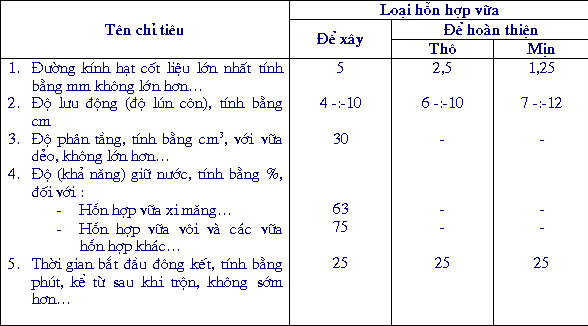 Tên chỉ tiêu
Loại hỗn hợp vữa
Để xây
Để hoàn thiện
Thô
Mịn
1. Đường kính hạt cốt liệu lớn nhất tính
bằng mm không lớn hơn…
5
2,5
1,25
2. Độ lưu động (độ lún côn), tính bằng
cm
4 -:-10
6 -:-10
7 -:-12
3. Độ phân tầng, tính bằng cm³, với vữa
dẻo, không lớn hơn…
30
-
-
4. Độ (khả năng) giữ nước, tính bằng %,
đối với :
- Hỗn hợp vữa xi măng…
63
-
-
- Hỗn hợp vữa vôi và các vữa
hỗn hợp khác…
75
-
-
5. Thời gian bắt đầu đông kết, tính bằng
phút, kể từ sau khi trộn, không sớm
hơn…
25
25
25